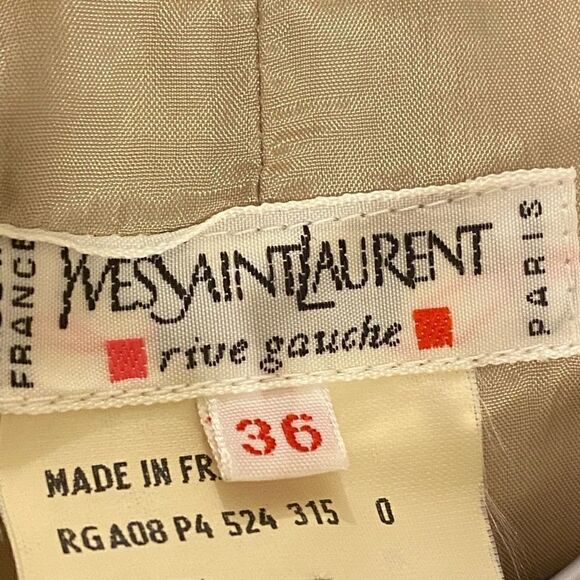 FRANCE
YVES SAINT LAURENT
PARIS
rive gauche
36
MADE IN FR
RGA08 P4 524 315 0